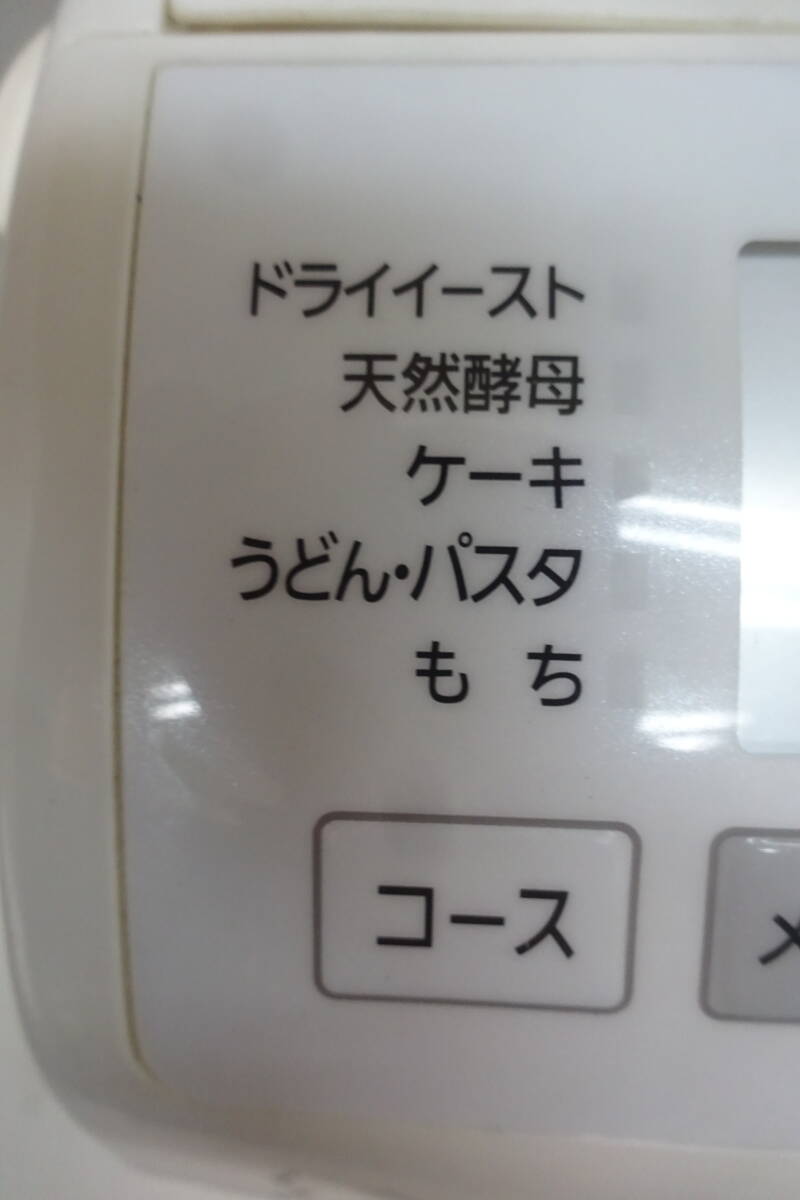 ドライイースト
天然酵母
ケーキ
うどん・パスタ
もち
コース
メ